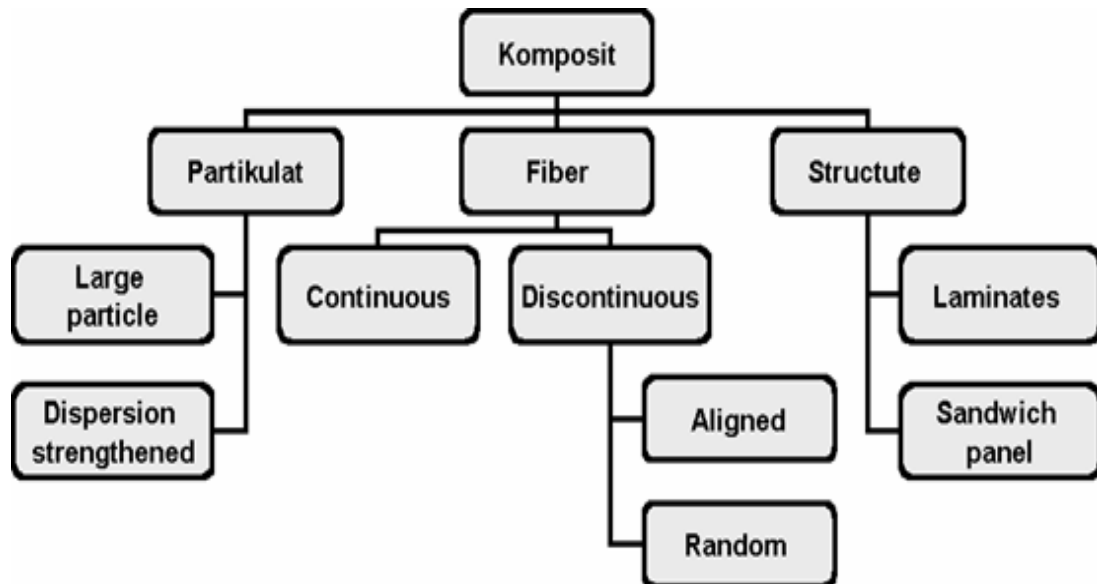 Komposit
Partikulat
Fiber
Structute
Large
particle
Continuous
Discontinuous
Laminates
Dispersion
strengthened
Aligned
Sandwich
panel
Random